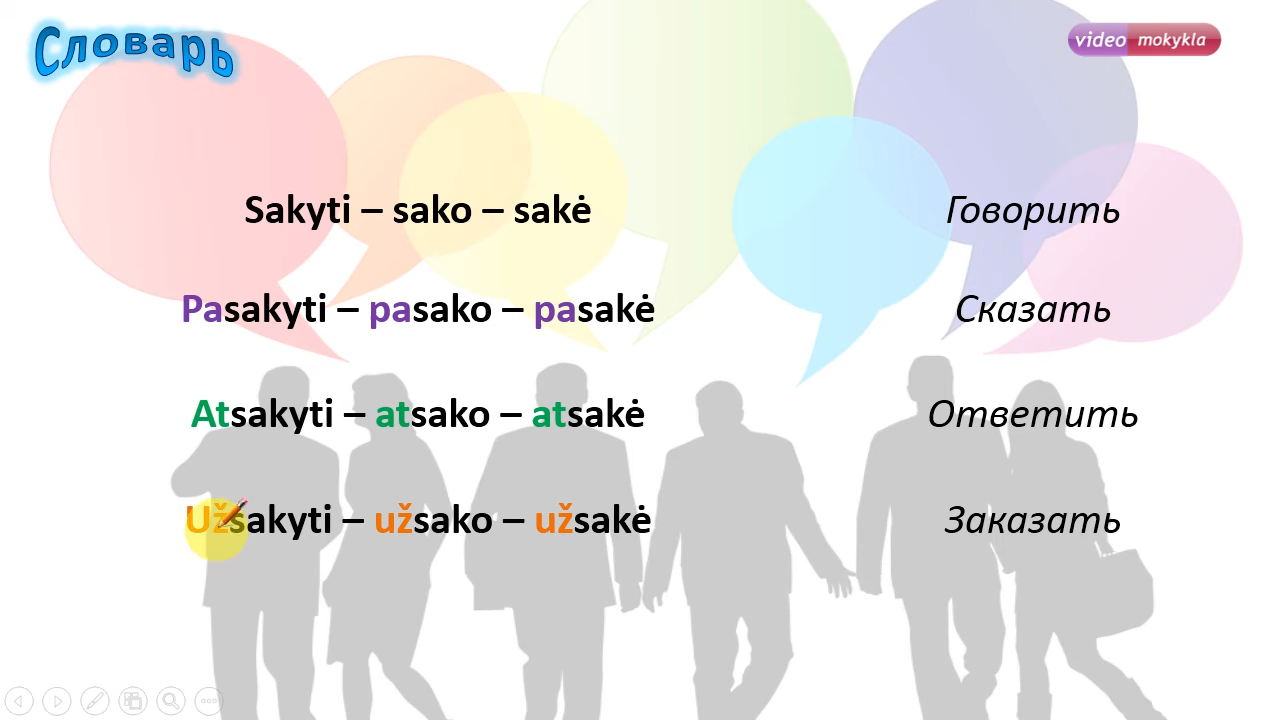 Словарь
video mokykla
Sakyti – sako – sakė Говорить
Pasakyti – pasako – pasakė Сказать
Atsakyti – atsako – atsakė Ответить
Užsakyti – užsako – užsakė Заказать